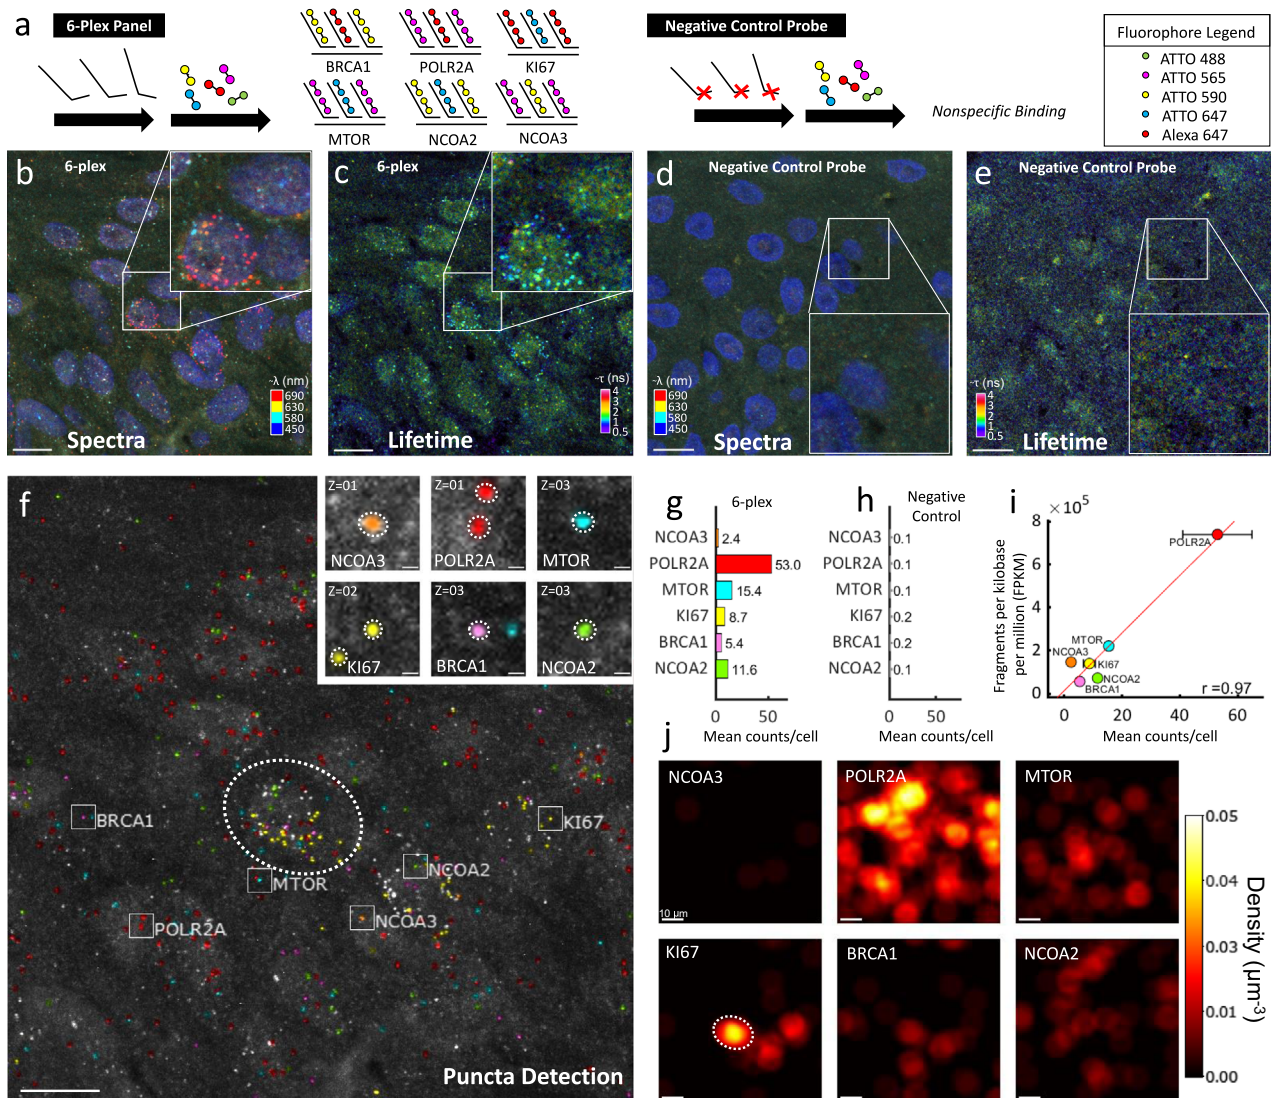 a
6-Plex Panel
BRCA1
POLR2A
KI67
MTOR
NCOA2
NCOA3
Negative Control Probe
Nonspecific Binding
Fluorophore Legend
ATTO 488
ATTO 565
ATTO 590
ATTO 647
Alexa 647
b
6-plex
~λ (nm)
690
630
580
450
Spectra
c
6-plex
~τ (ns)
4
3
2
1
0.5
Lifetime
d
Negative Control Probe
~λ (nm)
690
630
580
450
Spectra
e
Negative Control Probe
~τ (ns)
4
3
2
1
0.5
Lifetime
f
Z=01
NCOA3
Z=01
POLR2A
Z=03
MTOR
Z=02
KI67
Z=03
BRCA1
Z=03
NCOA2
BRCA1
KI67
MTOR
NCOA2
NCOA3
POLR2A
Puncta Detection
g
6-plex
NCOA3 2.4
POLR2A 53.0
MTOR 15.4
KI67 8.7
BRCA1 5.4
NCOA2 11.6
0 50
Mean counts/cell
h
Negative
Control
NCOA3 0.1
POLR2A 0.1
MTOR 0.1
KI67 0.2
BRCA1 0.2
NCOA2 0.1
0 50
Mean counts/cell
i
×10⁵
Fragments per kilobase
per million (FPKM)
8
6
4
2
0
POLR2A
MTOR
NCOA3
KI67
NCOA2
BRCA1
r =0.97
0 20 40 60
Mean counts/cell
j
NCOA3
10 µm
POLR2A
MTOR
KI67
BRCA1
NCOA2
0.05
0.04
0.03
0.01
0.00
Density (µm⁻³)